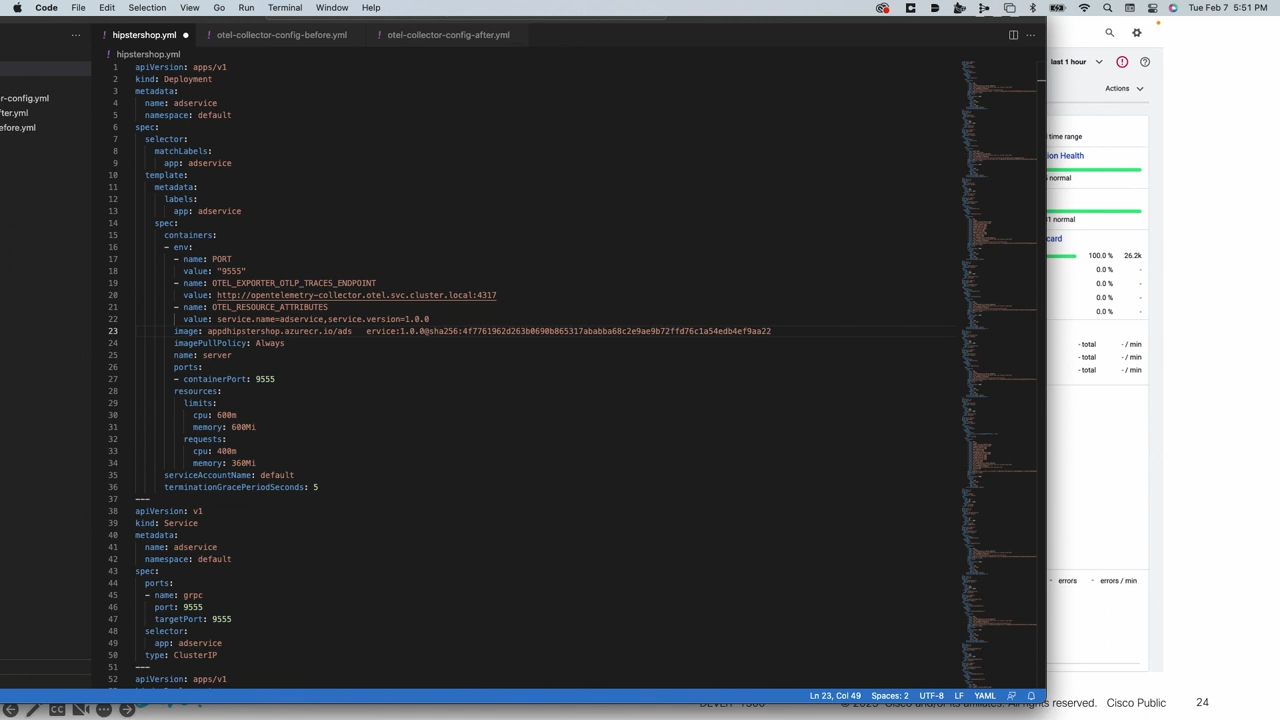 Code File Edit Selection View Go Run Terminal Window Help Tue Feb 7 5:51 PM
hipstershop.yml otel-collector-config-before.yml otel-collector-config-after.yml
hipstershop.yml
r-config.yml
fter.yml
efore.yml
1 apiVersion: apps/v1
2 kind: Deployment
3 metadata:
4 name: adservice
5 namespace: default
6 spec:
7 selector:
8 matchLabels:
9 app: adservice
10 template:
11 metadata:
12 labels:
13 app: adservice
14 spec:
15 containers:
16 - env:
17 - name: PORT
18 value: "9555"
19 - name: OTEL_EXPORTER_OTLP_TRACES_ENDPOINT
20 value: http://opentelemetry-collector.otel.svc.cluster.local:4317
21 - name: OTEL_RESOURCE_ATTRIBUTES
22 value: service.name=adservice,service.version=1.0.0
23 image: appdhipstershop.azurecr.io/ads ervice:1.0.0@sha256:4f7761962d263b0690b865317ababba68c2e9ae9b72ffd76c1a54edb4ef9aa22
24 imagePullPolicy: Always
25 name: server
26 ports:
27 - containerPort: 9555
28 resources:
29 limits:
30 cpu: 600m
31 memory: 600Mi
32 requests:
33 cpu: 400m
34 memory: 360Mi
35 serviceAccountName: default
36 terminationGracePeriodSeconds: 5
37 ---
38 apiVersion: v1
39 kind: Service
40 metadata:
41 name: adservice
42 namespace: default
43 spec:
44 ports:
45 - name: grpc
46 port: 9555
47 targetPort: 9555
48 selector:
49 app: adservice
50 type: ClusterIP
51 ---
52 apiVersion: apps/v1
Ln 23, Col 49 Spaces: 2 UTF-8 LF YAML
last 1 hour
Actions
time range
ion Health
normal
1 normal
card
100.0 % 26.2k
0.0 % -
0.0 % -
0.0 % -
- total - / min
- total - / min
- total - / min
- errors - errors / min
Cisco and/or its affiliates. All rights reserved. Cisco Public 24